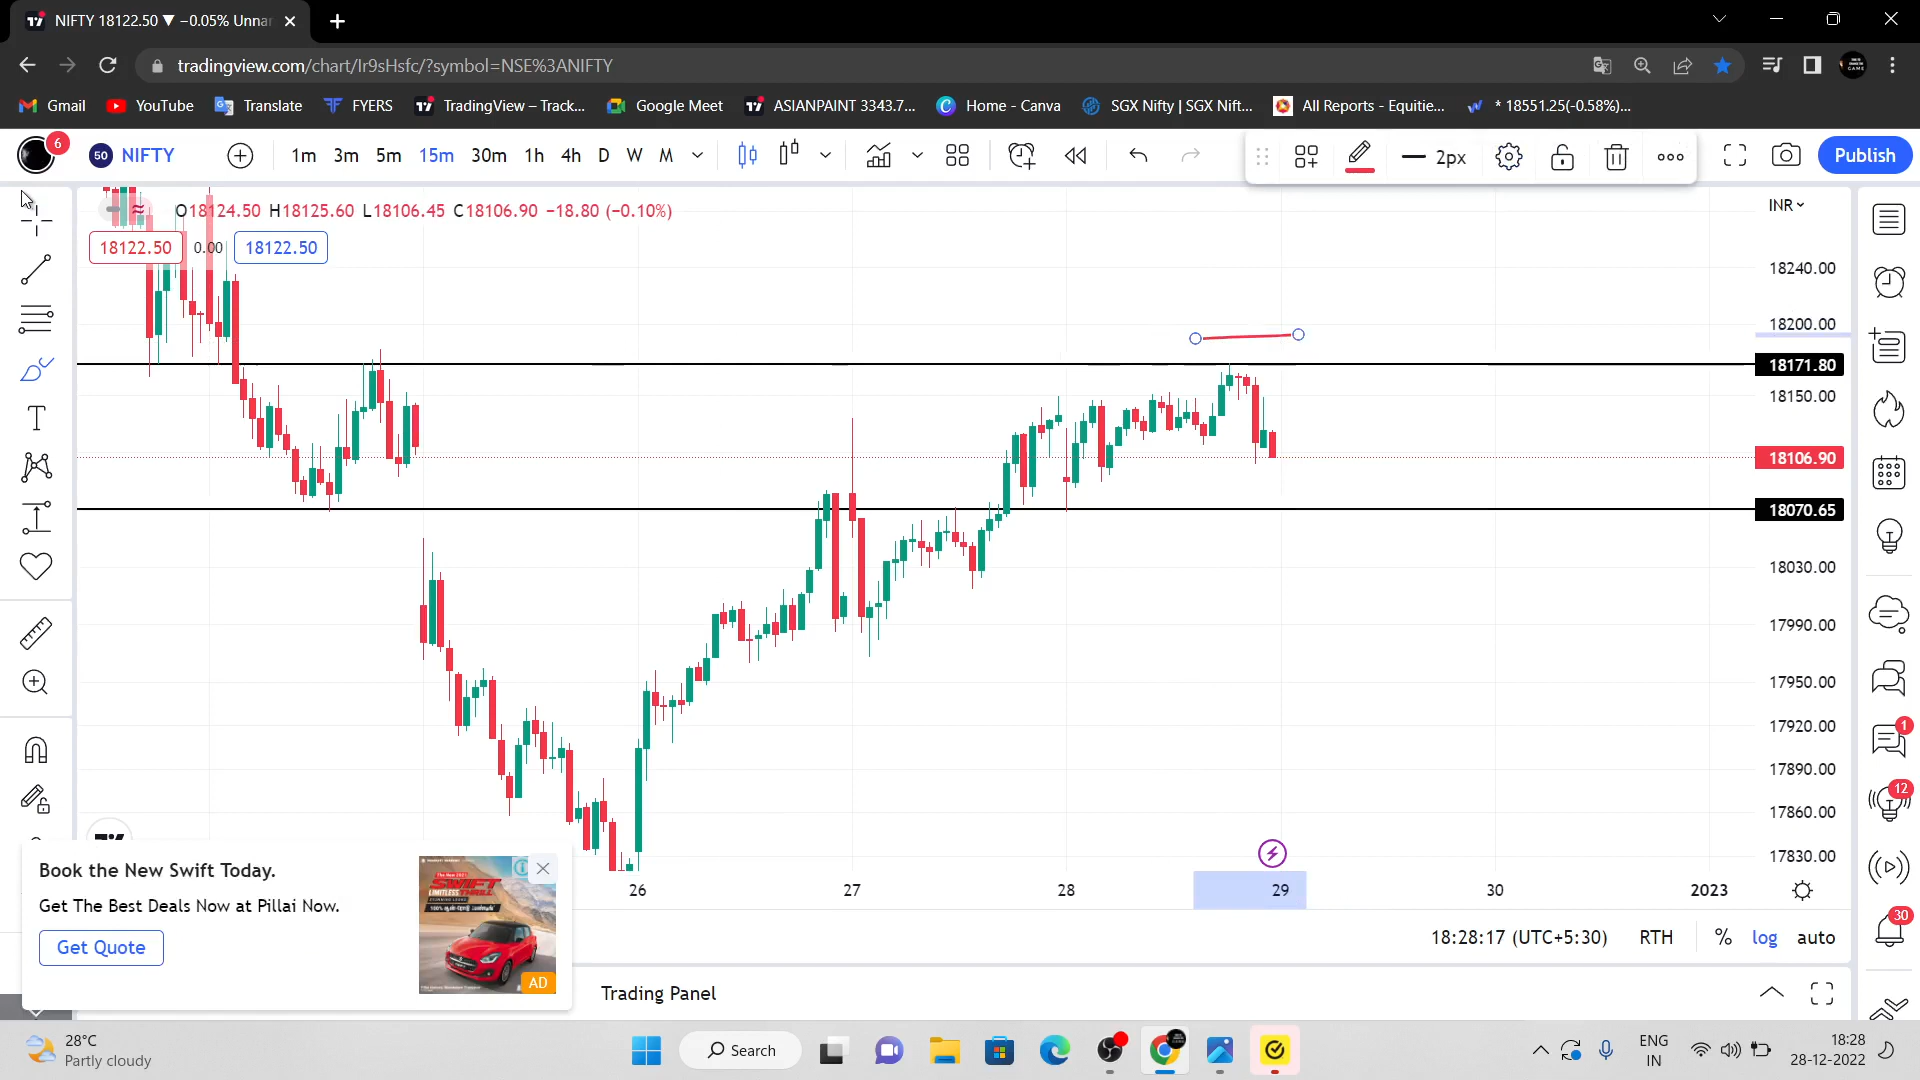 NIFTY 18122.50 ▼ −0.05% Unnar
tradingview.com/chart/Ir9sHsfc/?symbol=NSE%3ANIFTY
Gmail YouTube Translate FYERS TradingView – Track... Google Meet ASIANPAINT 3343.7... Home - Canva SGX Nifty | SGX Nift... All Reports - Equitie... * 18551.25(-0.58%)...
6 50 NIFTY 1m 3m 5m 15m 30m 1h 4h D W M 2px Publish
O18124.50 H18125.60 L18106.45 C18106.90 −18.80 (−0.10%)
INR
18122.50 0.00 18122.50
18240.00
18200.00
18171.80
18150.00
18106.90
18070.65
18030.00
17990.00
17950.00
17920.00
1
17890.00
12
17860.00
17830.00
26 27 28 29 30 2023
30
Book the New Swift Today.
Get The Best Deals Now at Pillai Now.
Get Quote
SWIFT
AD
18:28:17 (UTC+5:30) RTH % log auto
Trading Panel
28°C
Partly cloudy
Search
ENG
IN
18:28
28-12-2022